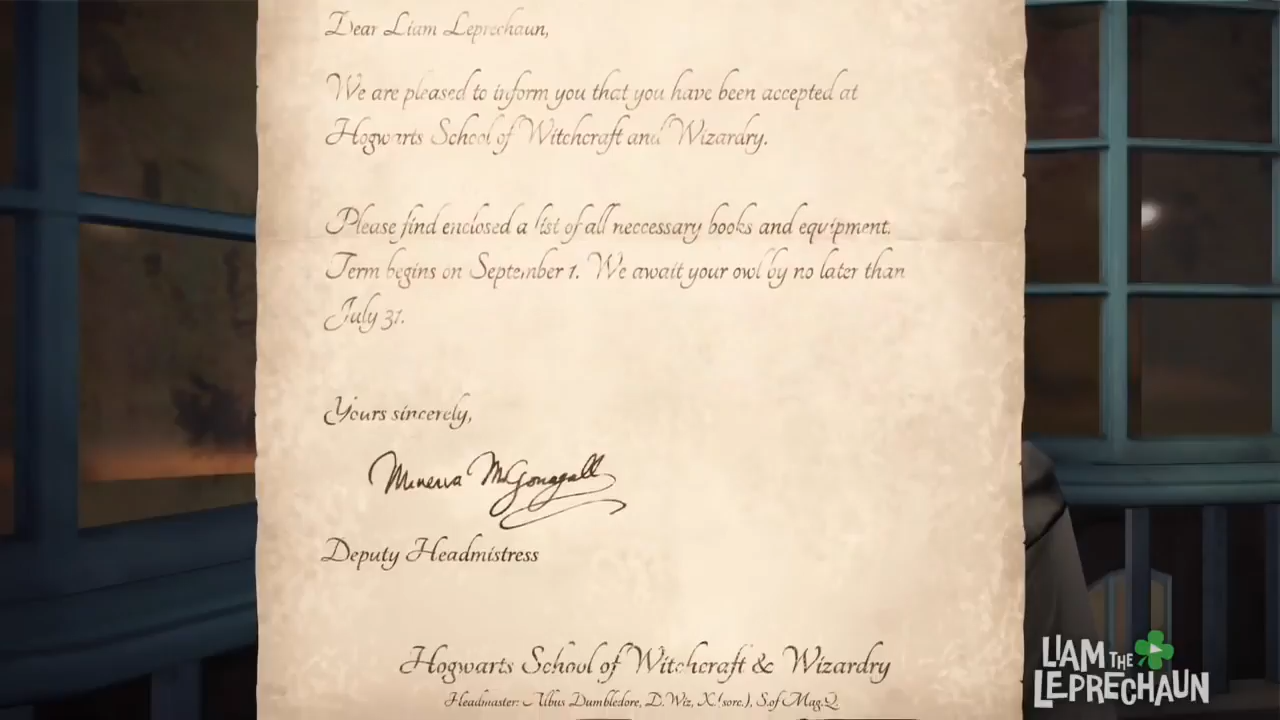 Dear Liam Leprechaun,
We are pleased to inform you that you have been accepted at
Hogwarts School of Witchcraft and Wizardry.
Please find enclosed a list of all neccessary books and equipment.
Term begins on September 1. We await your owl by no later than
July 31.
Yours sincerely,
Minerva McGonagall
Deputy Headmistress
Hogwarts School of Witchcraft & Wizardry
Headmaster: Albus Dumbledore, D.Wiz, X(sorc.), S.of Mag.Q
LIAM THE
LEPRECHAUN